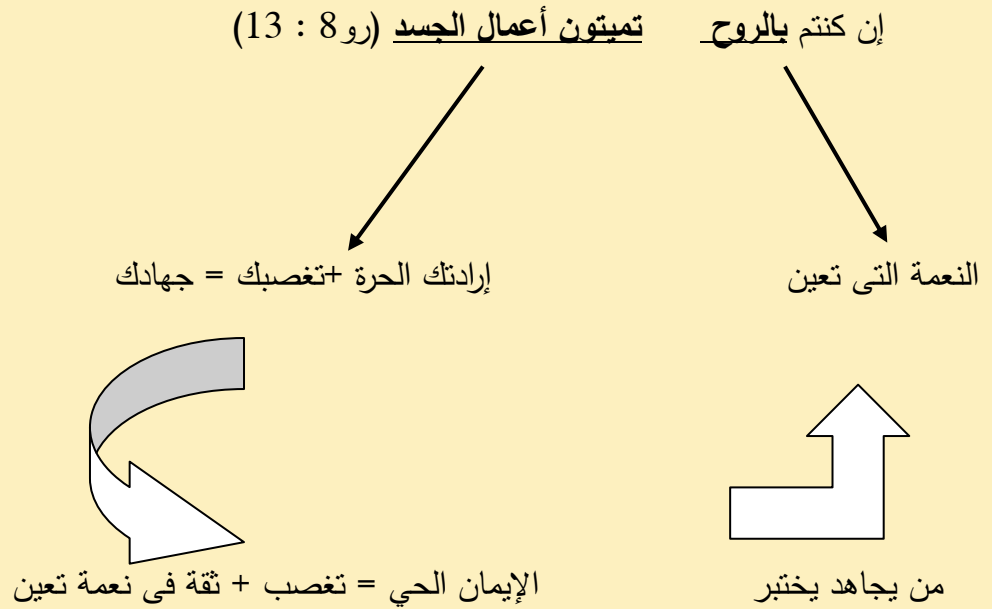 إن كنتم بالروح تميتون أعمال الجسد (رو8 : 13)
النعمة التى تعين
إرادتك الحرة +تغصبك = جهادك
من يجاهد يختبر
الإيمان الحي = تغصب + ثقة فى نعمة تعين